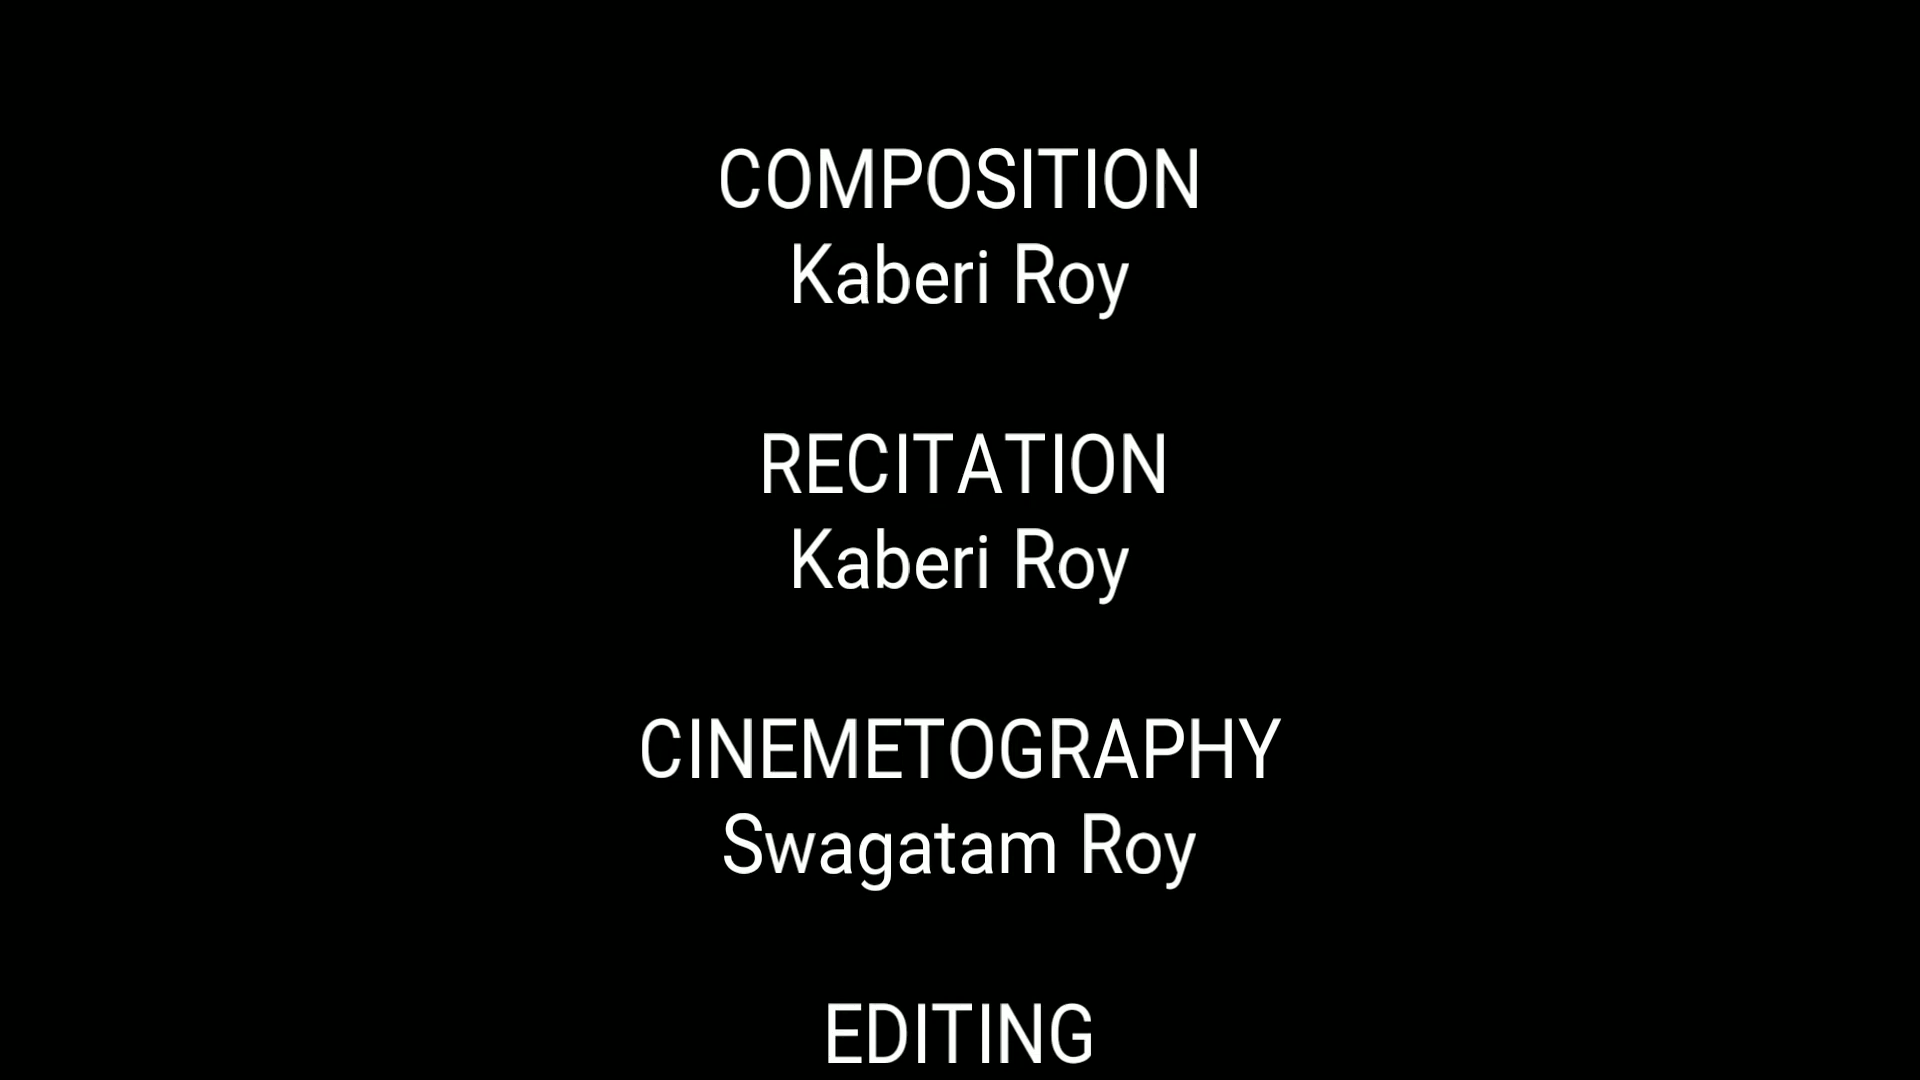 COMPOSITION
Kaberi Roy
RECITATION
Kaberi Roy
CINEMETOGRAPHY
Swagatam Roy
EDITING